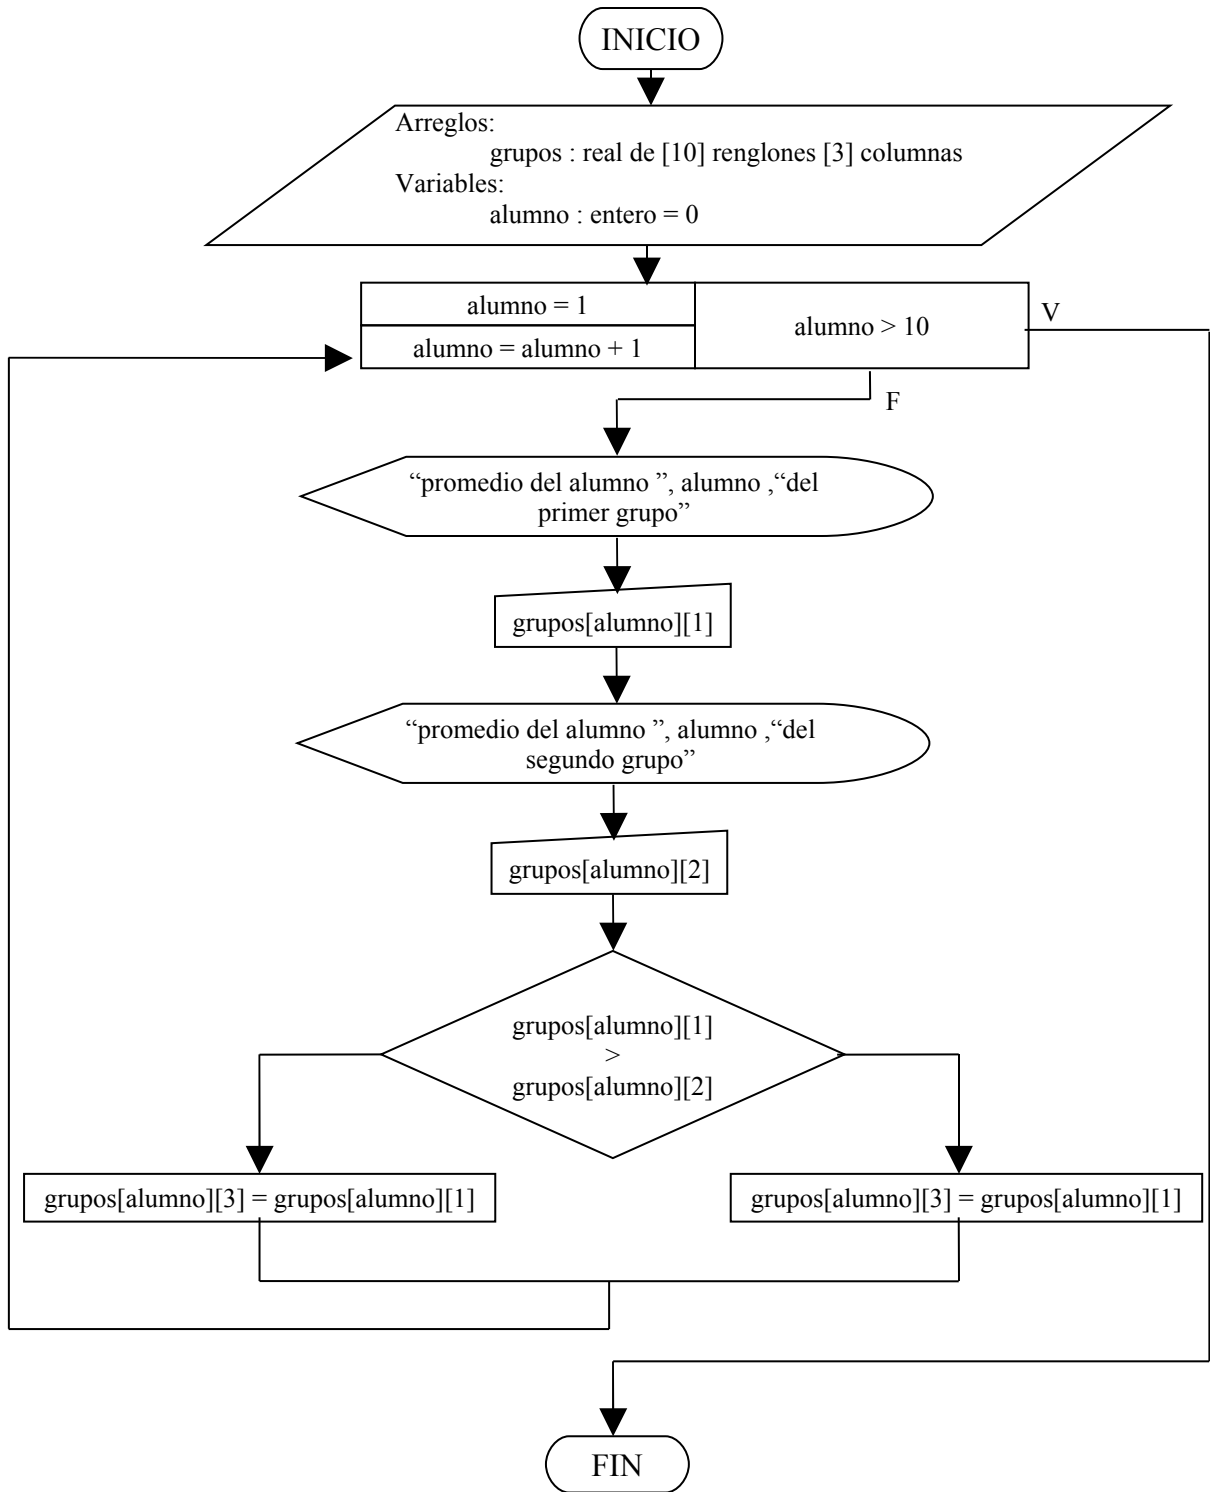 INICIO
Arreglos:
grupos : real de [10] renglones [3] columnas
Variables:
alumno : entero = 0
alumno = 1
alumno = alumno + 1
alumno > 10
V
F
“promedio del alumno ”, alumno ,“del
primer grupo”
grupos[alumno][1]
“promedio del alumno ”, alumno ,“del
segundo grupo”
grupos[alumno][2]
grupos[alumno][1]
>
grupos[alumno][2]
grupos[alumno][3] = grupos[alumno][1]
grupos[alumno][3] = grupos[alumno][1]
FIN